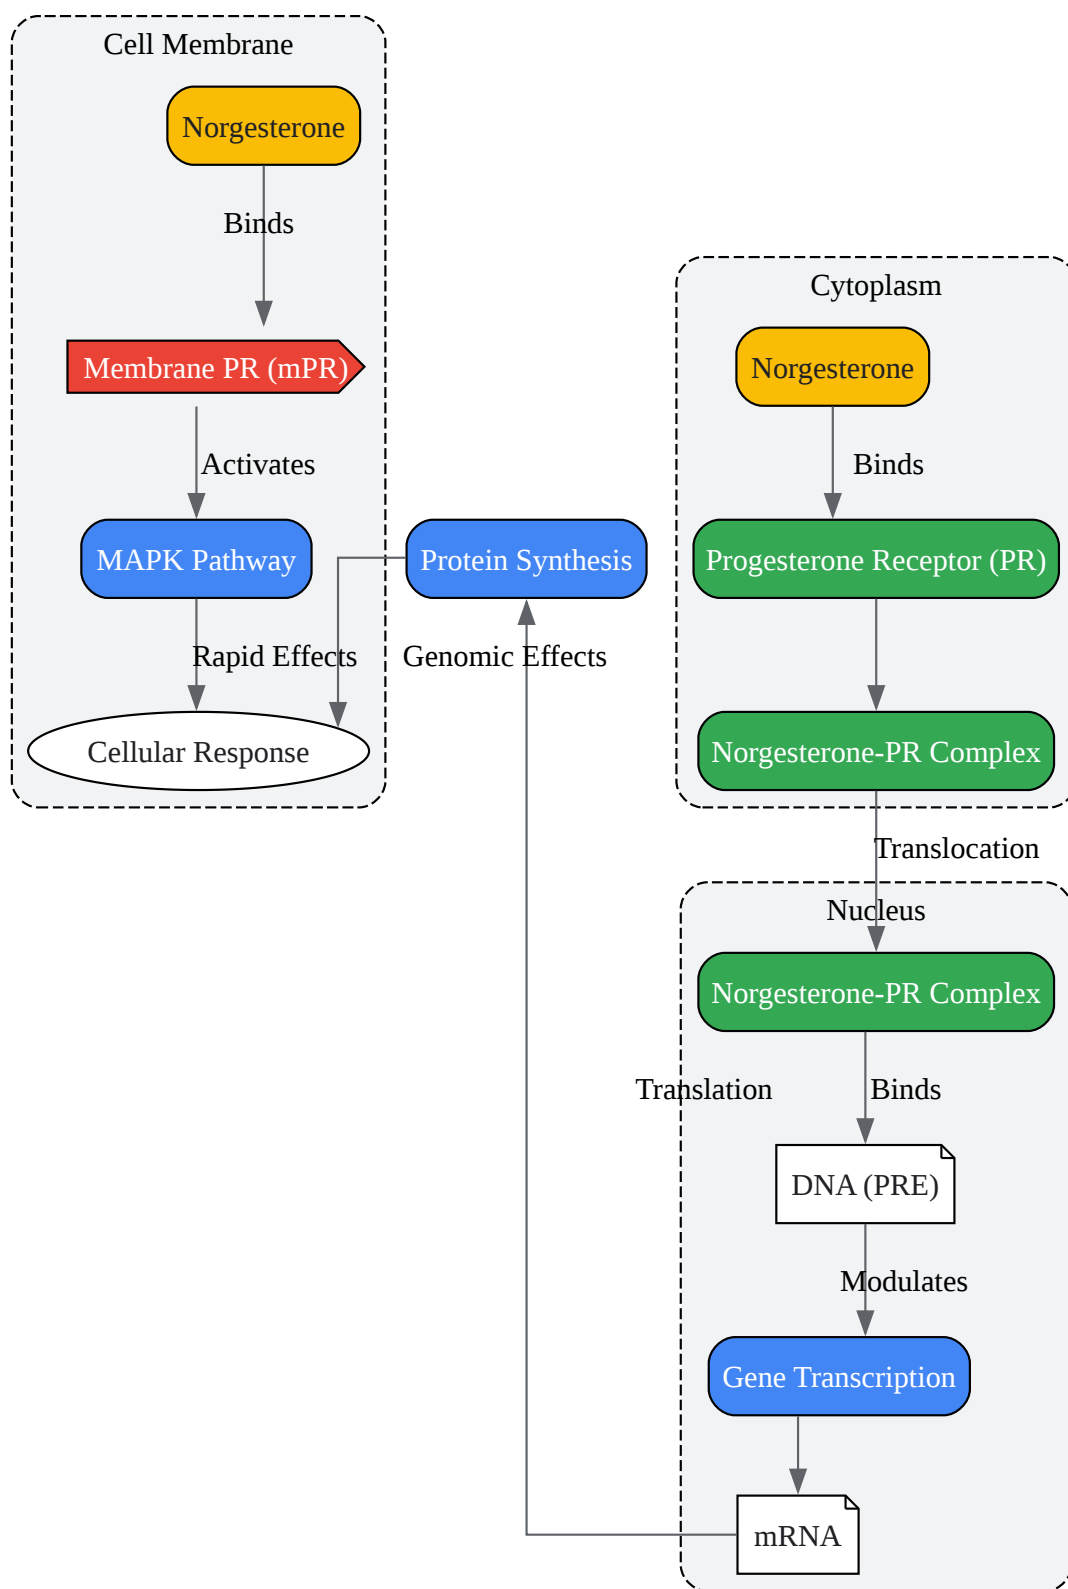 Cell Membrane
Norgesterone
Binds
Membrane PR (mPR)
Activates
MAPK Pathway
Rapid Effects
Cellular Response
Protein Synthesis
Genomic Effects
Cytoplasm
Norgesterone
Binds
Progesterone Receptor (PR)
Norgesterone-PR Complex
Translocation
Nucleus
Norgesterone-PR Complex
Translation
Binds
DNA (PRE)
Modulates
Gene Transcription
mRNA